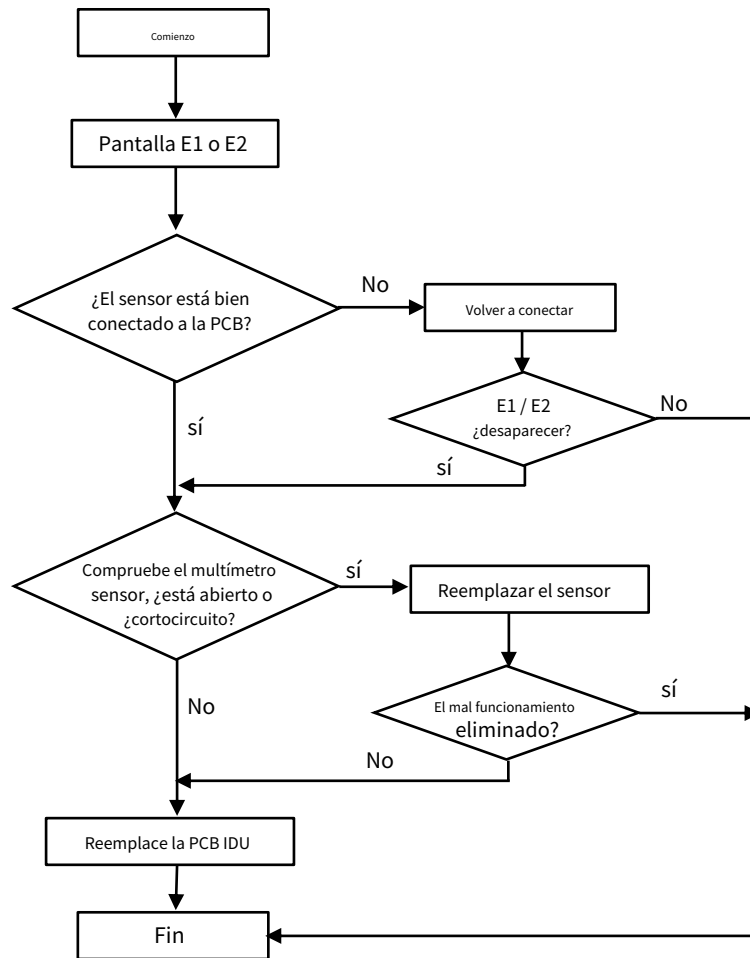 Comienzo
Pantalla E1 o E2
¿El sensor está bien
conectado a la PCB?
No
Volver a conectar
E1 / E2
¿desaparecer?
No
sí
sí
Compruebe el multímetro
sensor, ¿está abierto o
¿cortocircuito?
sí
Reemplazar el sensor
No
El mal funcionamiento
eliminado?
sí
No
Reemplace la PCB IDU
Fin